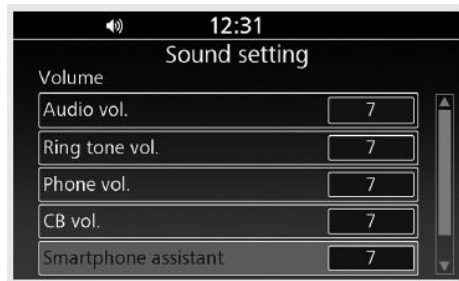 12:31
Sound setting
Volume
Audio vol. 7
Ring tone vol. 7
Phone vol. 7
CB vol. 7
Smartphone assistant 7